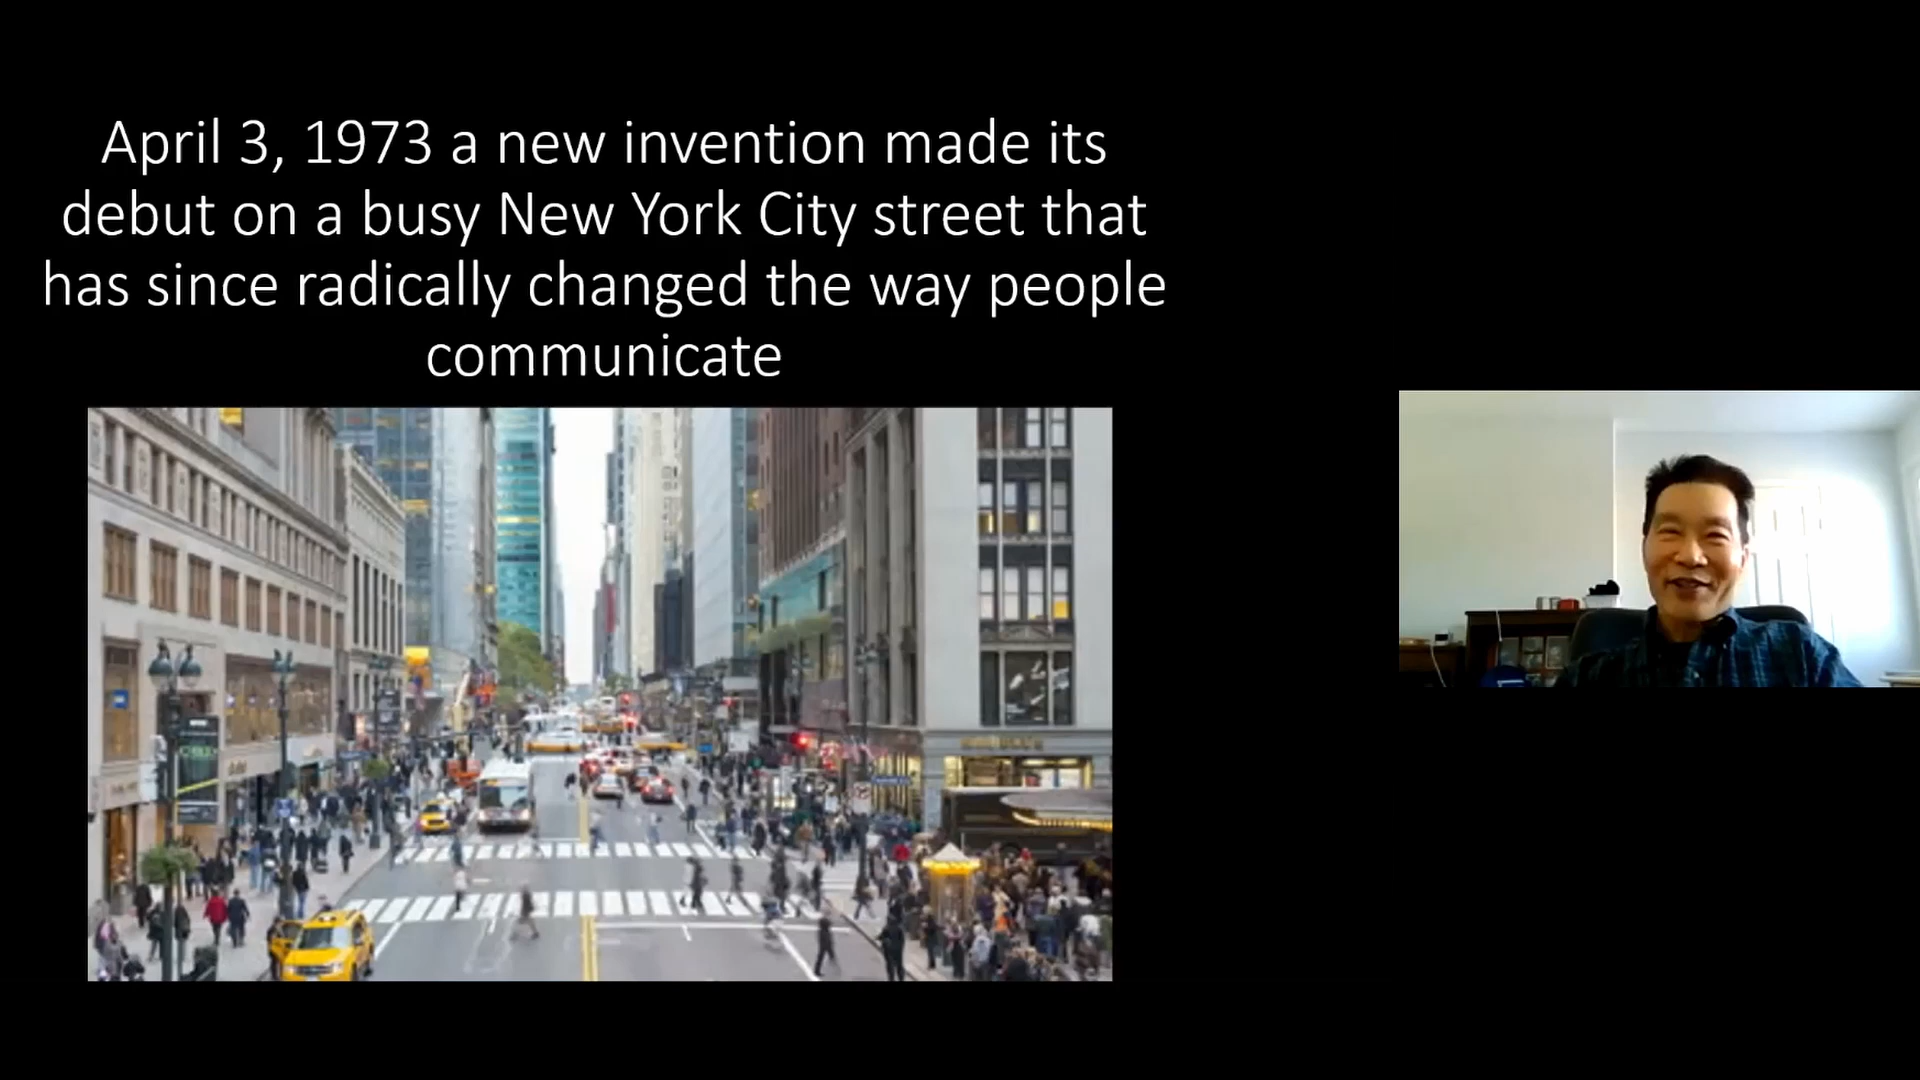 April 3, 1973 a new invention made its
debut on a busy New York City street that
has since radically changed the way people
communicate